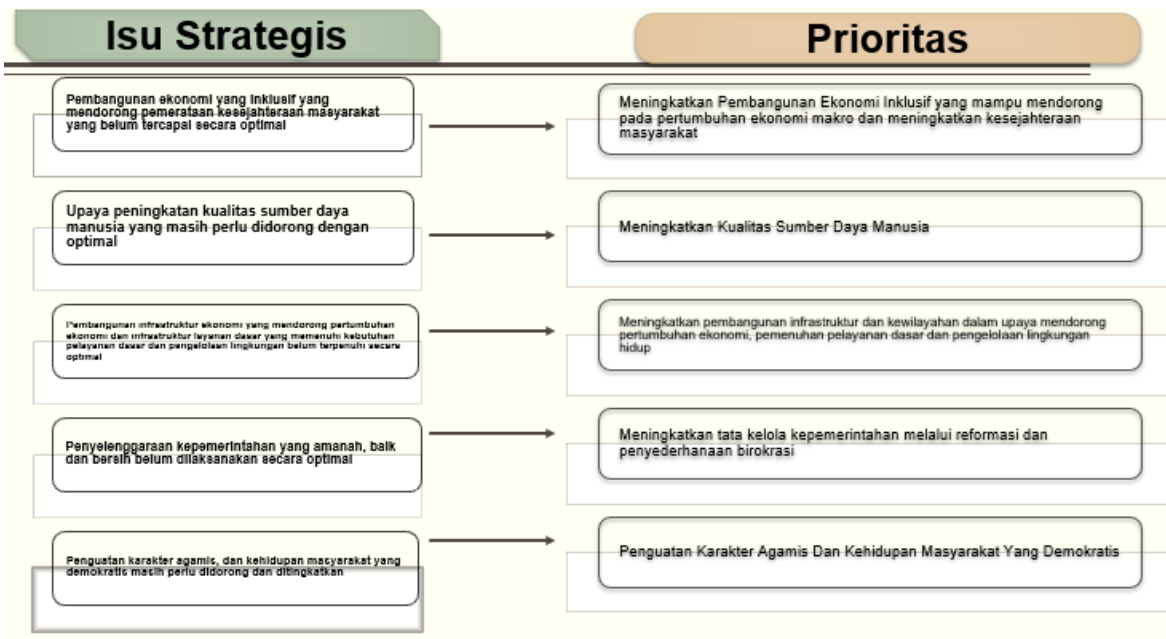 Isu Strategis
Prioritas
Pembangunan ekonomi yang inklusif yang
mendorong pemerataan kesejahteraan masyarakat
yang belum tercapai secara optimal
Meningkatkan Pembangunan Ekonomi Inklusif yang mampu mendorong
pada pertumbuhan ekonomi makro dan meningkatkan kesejahteraan
masyarakat
Upaya peningkatan kualitas sumber daya
manusia yang masih perlu didorong dengan
optimal
Meningkatkan Kualitas Sumber Daya Manusia
Pembangunan infrastruktur ekonomi yang mendorong pertumbuhan
ekonomi dan infrastruktur layanan dasar yang memenuhi kebutuhan
pelayanan dasar dan pengelolaan lingkungan belum terpenuhi secara
optimal
Meningkatkan pembangunan infrastruktur dan kewilayahan dalam upaya mendorong
pertumbuhan ekonomi, pemenuhan pelayanan dasar dan pengelolaan lingkungan
hidup
Penyelenggaraan kepemerintahan yang amanah, baik
dan bersih belum dilaksanakan secara optimal
Meningkatkan tata kelola kepemerintahan melalui reformasi dan
penyederhanaan birokrasi
Penguatan karakter agamis, dan kehidupan masyarakat yang
demokratis masih perlu didorong dan ditingkatkan
Penguatan Karakter Agamis Dan Kehidupan Masyarakat Yang Demokratis